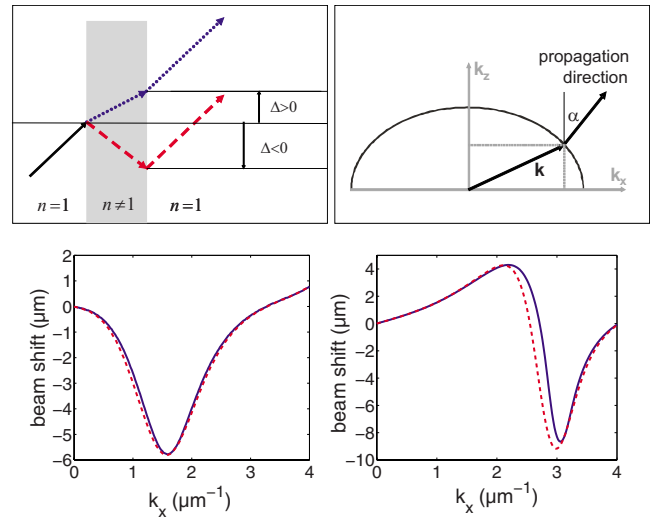 Δ>0
Δ<0
n=1
n≠1
n=1
propagation
direction
k_z
α
k
k_x
beam shift (µm)
2
1
0
−1
−2
−3
−4
−5
−6
0
1
2
3
4
k_x (µm⁻¹)
beam shift (µm)
4
2
0
−2
−4
−6
−8
−10
0
1
2
3
4
k_x (µm⁻¹)